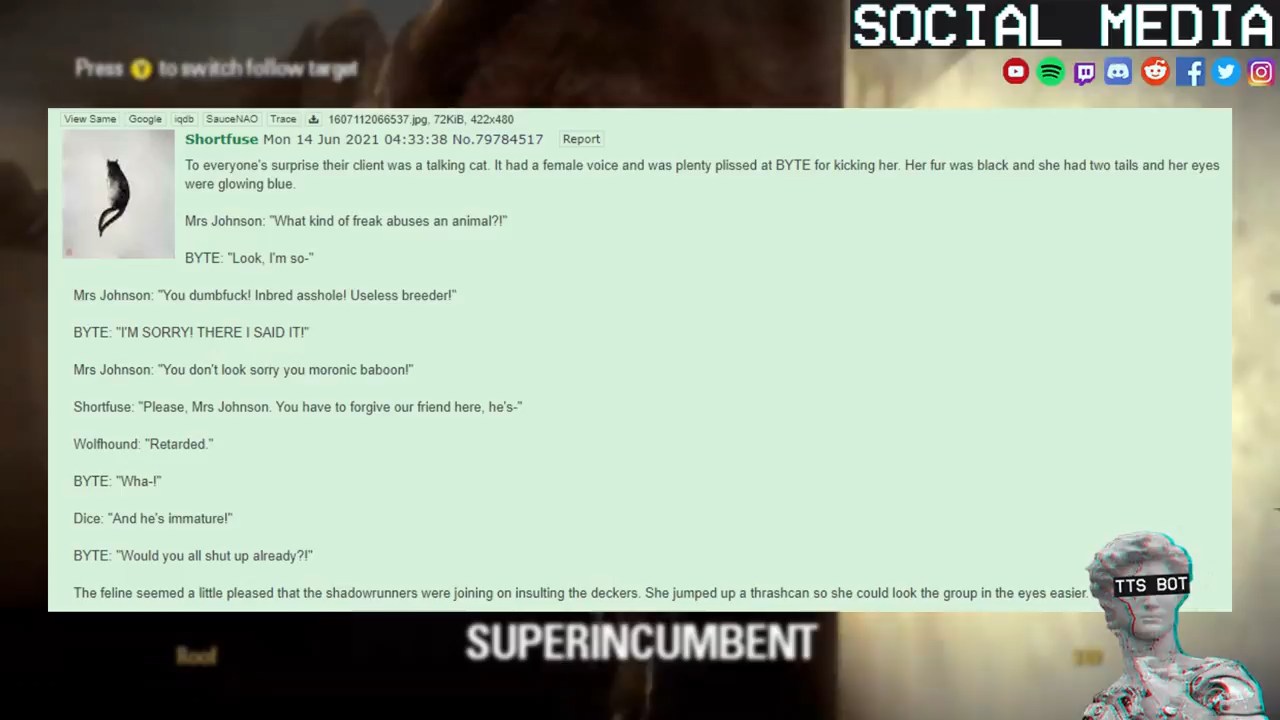 SOCIAL MEDIA
Press Y to switch follow target
View Same Google iqdb SauceNAO Trace 1607112066537.jpg, 72KiB, 422x480
Shortfuse Mon 14 Jun 2021 04:33:38 No.79784517 Report
To everyone's surprise their client was a talking cat. It had a female voice and was plenty plissed at BYTE for kicking her. Her fur was black and she had two tails and her eyes
were glowing blue.
Mrs Johnson: "What kind of freak abuses an animal?!"
BYTE: "Look, I'm so-"
Mrs Johnson: "You dumbfuck! Inbred asshole! Useless breeder!"
BYTE: "I'M SORRY! THERE I SAID IT!"
Mrs Johnson: "You don't look sorry you moronic baboon!"
Shortfuse: "Please, Mrs Johnson. You have to forgive our friend here, he's-"
Wolfhound: "Retarded."
BYTE: "Wha-!"
Dice: "And he's immature!"
BYTE: "Would you all shut up already?!"
The feline seemed a little pleased that the shadowrunners were joining on insulting the deckers. She jumped up a thrashcan so she could look the group in the eyes easier.
TTS BOT
SUPERINCUMBENT
Roof